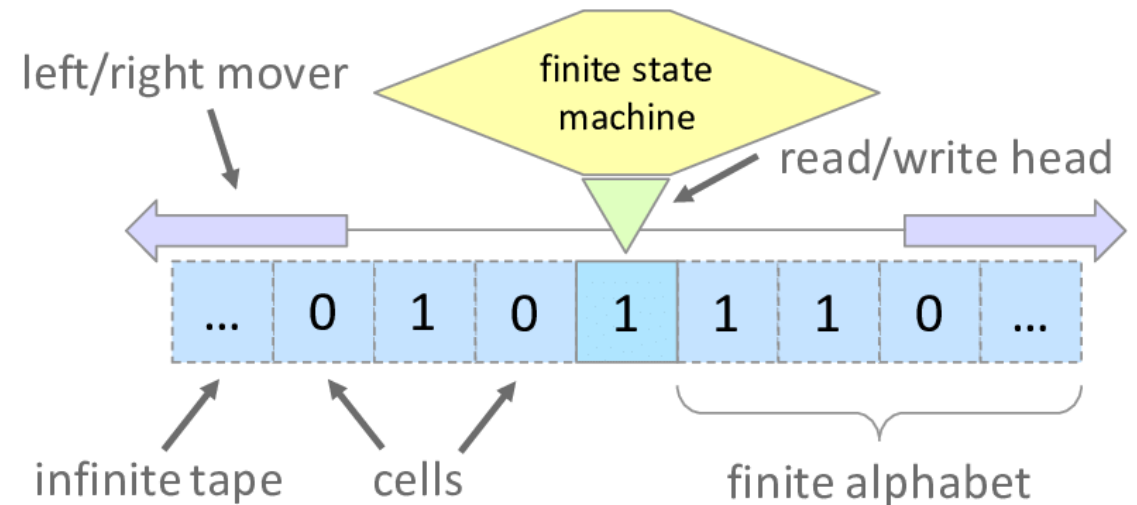 finite state
machine
left/right mover
read/write head
... 0 1 0 1 1 1 0 ...
infinite tape
cells
finite alphabet